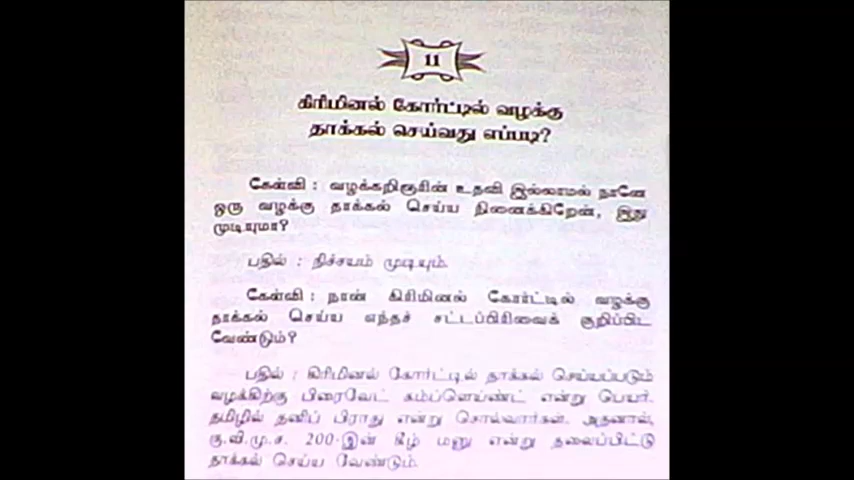 11
கிரிமினல் கோர்ட்டில் வழக்கு
தாக்கல் செய்வது எப்படி?
கேள்வி : வழக்கறிஞரின் உதவி இல்லாமல் நானே
ஒரு வழக்கு தாக்கல் செய்ய நினைக்கிறேன், இது
முடியுமா?
பதில் : நிச்சயம் முடியும்.
கேள்வி : நான் கிரிமினல் கோர்ட்டில் வழக்கு
தாக்கல் செய்ய எந்தச் சட்டப்பிரிவைக் குறிப்பிட
வேண்டும்?
பதில் : கிரிமினல் கோர்ட்டில் தாக்கல் செய்யப்படும்
வழக்கிற்கு பிரைவேட் கம்ப்ளெய்ண்ட் என்று பெயர்.
தமிழில் தனிப் பிராது என்று சொல்வார்கள். அதனால்,
கு.வி.மு.ச. 200-இன் கீழ் மனு என்று தலைப்பிட்டு
தாக்கல் செய்ய வேண்டும்.